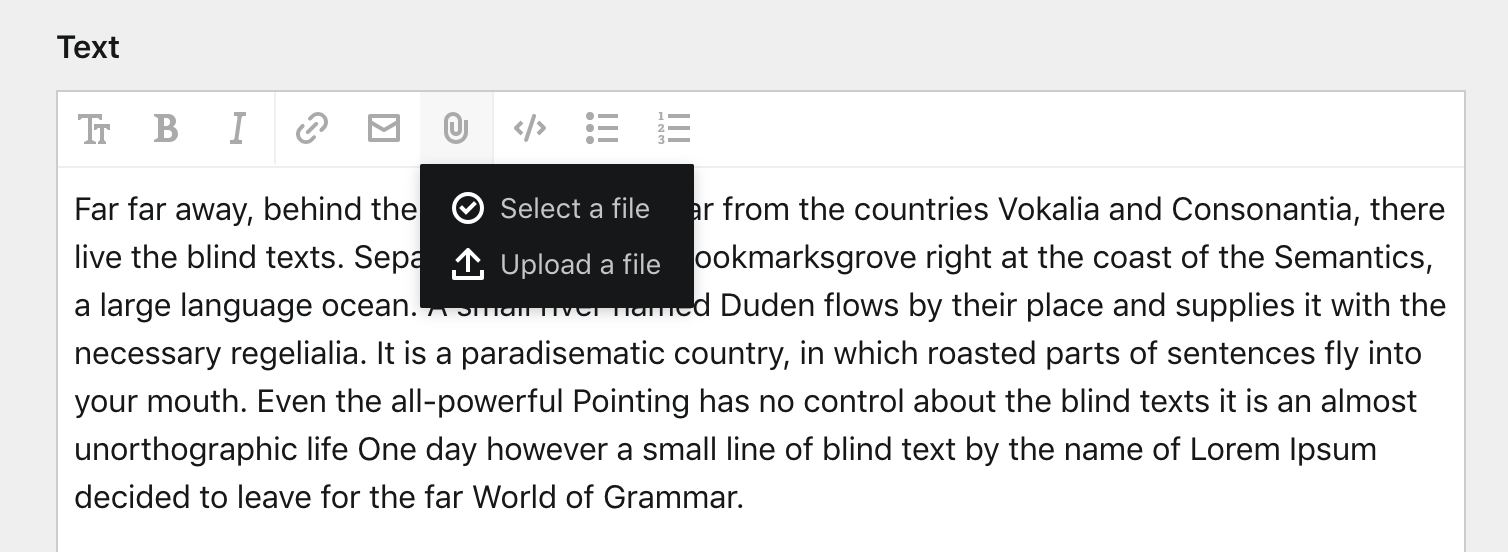 Text
Select a file
Upload a file
Far far away, behind the ar from the countries Vokalia and Consonantia, there
live the blind texts. Sepa ookmarksgrove right at the coast of the Semantics,
a large language ocean. A small river named Duden flows by their place and supplies it with the
necessary regelialia. It is a paradisematic country, in which roasted parts of sentences fly into
your mouth. Even the all-powerful Pointing has no control about the blind texts it is an almost
unorthographic life One day however a small line of blind text by the name of Lorem Ipsum
decided to leave for the far World of Grammar.